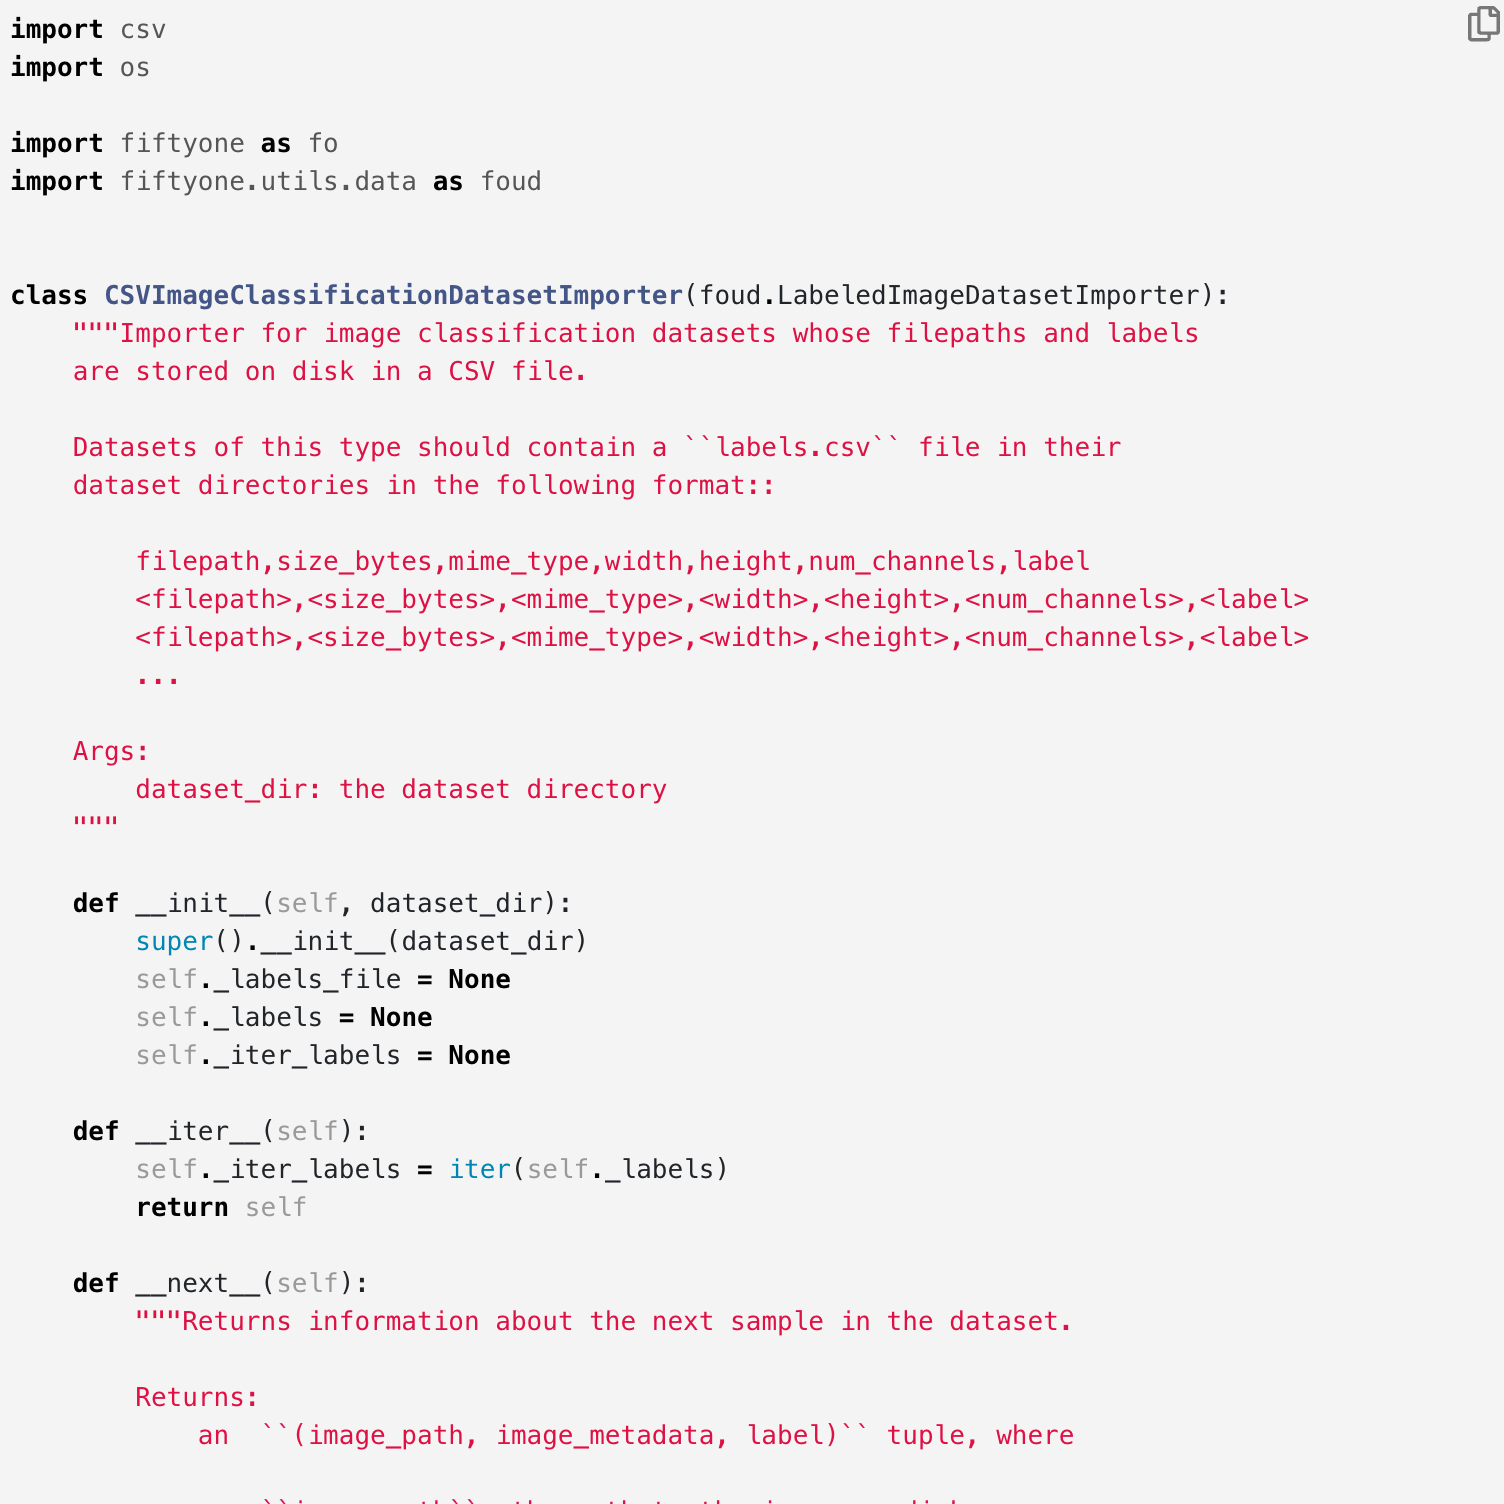 import csv
import os

import fiftyone as fo
import fiftyone.utils.data as foud


class CSVImageClassificationDatasetImporter(foud.LabeledImageDatasetImporter):
    """Importer for image classification datasets whose filepaths and labels
    are stored on disk in a CSV file.

    Datasets of this type should contain a ``labels.csv`` file in their
    dataset directories in the following format::

        filepath,size_bytes,mime_type,width,height,num_channels,label
        <filepath>,<size_bytes>,<mime_type>,<width>,<height>,<num_channels>,<label>
        <filepath>,<size_bytes>,<mime_type>,<width>,<height>,<num_channels>,<label>
        ...

    Args:
        dataset_dir: the dataset directory
    """

    def __init__(self, dataset_dir):
        super().__init__(dataset_dir)
        self._labels_file = None
        self._labels = None
        self._iter_labels = None

    def __iter__(self):
        self._iter_labels = iter(self._labels)
        return self

    def __next__(self):
        """Returns information about the next sample in the dataset.

        Returns:
            an  ``(image_path, image_metadata, label)`` tuple, where